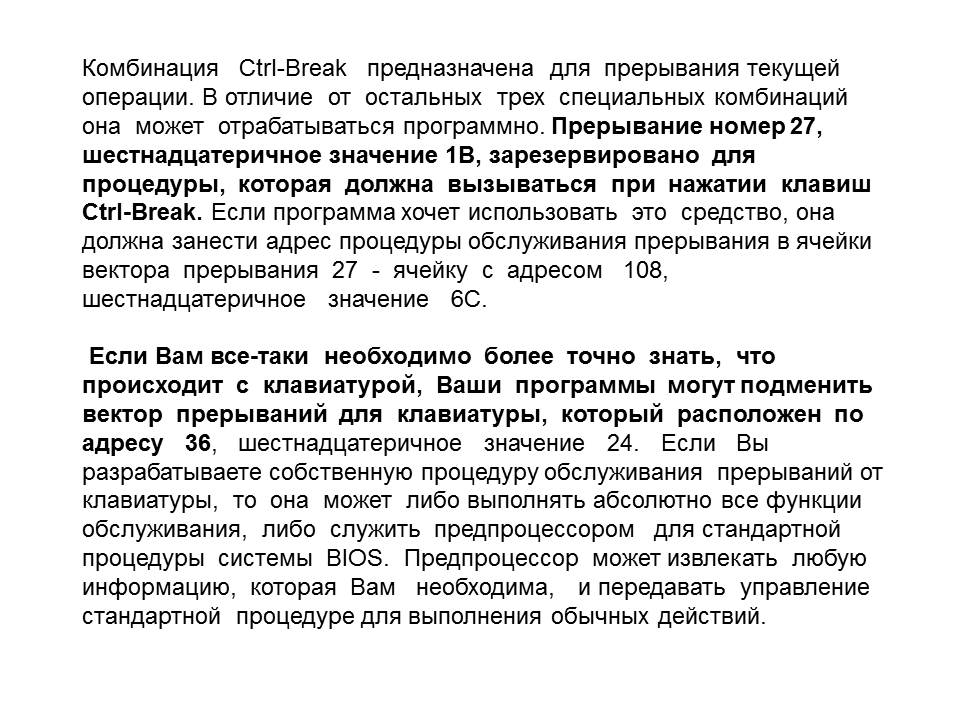 Комбинация Ctrl-Break предназначена для прерывания текущей
операции. В отличие от остальных трех специальных комбинаций
она может отрабатываться программно. Прерывание номер 27,
шестнадцатеричное значение 1В, зарезервировано для
процедуры, которая должна вызываться при нажатии клавиш
Ctrl-Break. Если программа хочет использовать это средство, она
должна занести адрес процедуры обслуживания прерывания в ячейки
вектора прерывания 27 - ячейку с адресом 108,
шестнадцатеричное значение 6С.
Если Вам все-таки необходимо более точно знать, что
происходит с клавиатурой, Ваши программы могут подменить
вектор прерываний для клавиатуры, который расположен по
адресу 36, шестнадцатеричное значение 24. Если Вы
разрабатываете собственную процедуру обслуживания прерываний от
клавиатуры, то она может либо выполнять абсолютно все функции
обслуживания, либо служить предпроцессором для стандартной
процедуры системы BIOS. Предпроцессор может извлекать любую
информацию, которая Вам необходима, и передавать управление
стандартной процедуре для выполнения обычных действий.